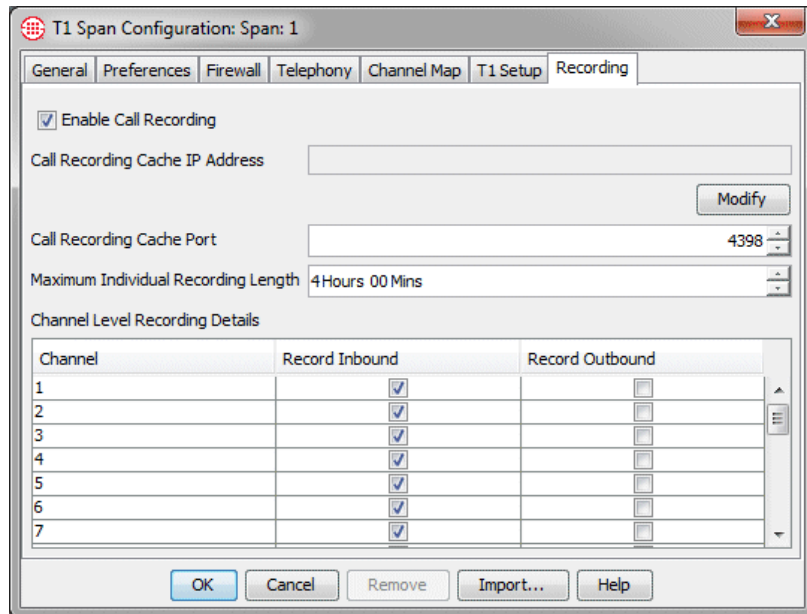 T1 Span Configuration: Span: 1
General Preferences Firewall Telephony Channel Map T1 Setup Recording
Enable Call Recording
Call Recording Cache IP Address
Modify
Call Recording Cache Port 4398
Maximum Individual Recording Length 4Hours 00 Mins
Channel Level Recording Details
Channel Record Inbound Record Outbound
1
2
3
4
5
6
7
OK Cancel Remove Import... Help